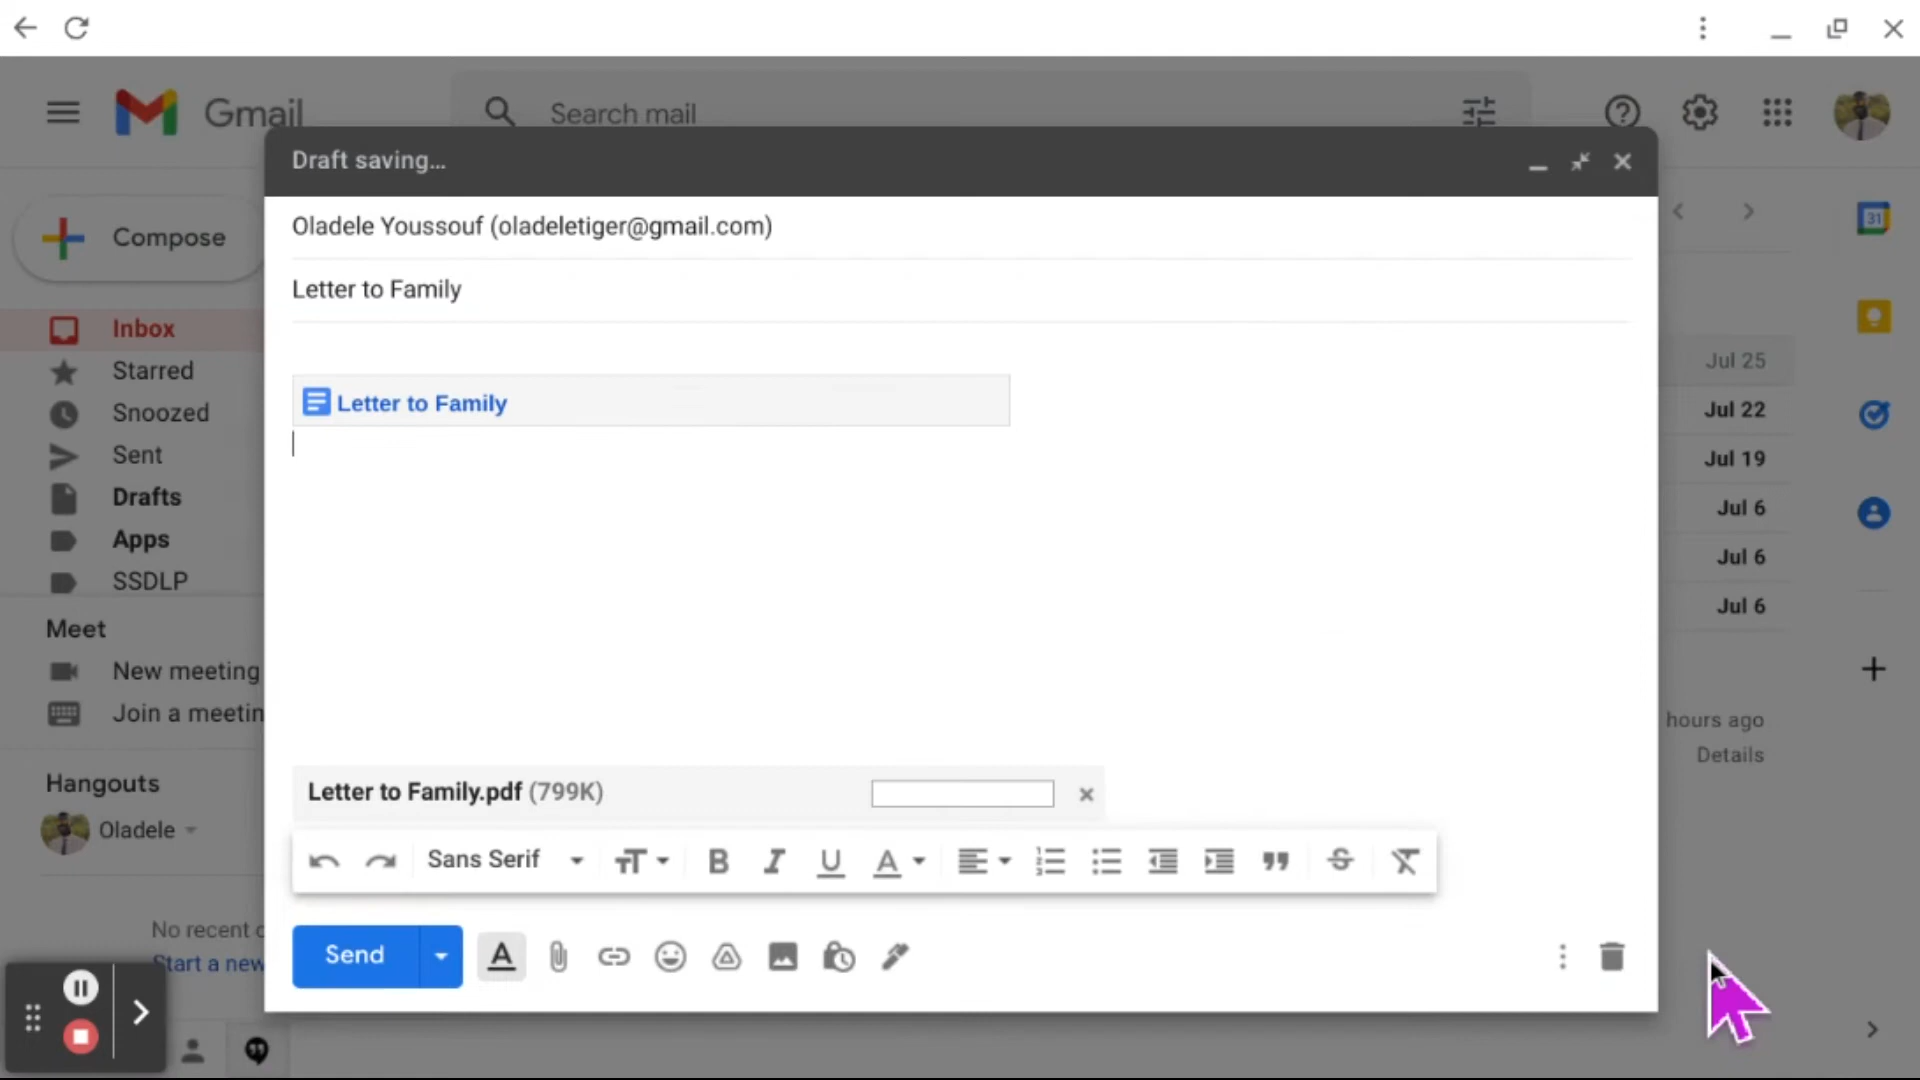 Gmail
Search mail
Draft saving...
Oladele Youssouf (oladeletiger@gmail.com)
Letter to Family
Letter to Family
Compose
Inbox
Starred
Snoozed
Sent
Drafts
Apps
SSDLP
Meet
New meeting
Join a meetin
Hangouts
Oladele
No recent c
Start a new
31
Jul 25
Jul 22
Jul 19
Jul 6
Jul 6
Jul 6
hours ago
Details
Letter to Family.pdf (799K)
Sans Serif
Send